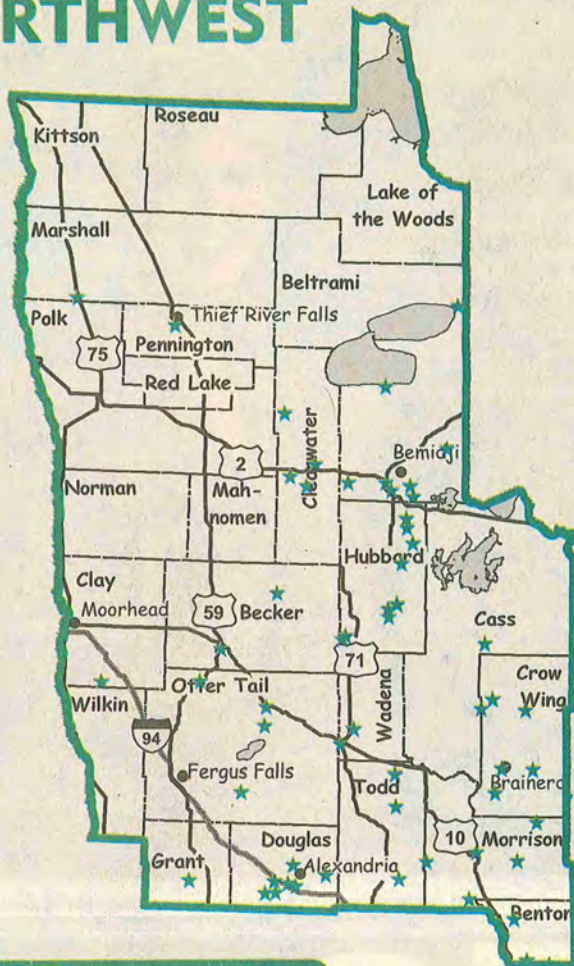 RTHWEST
Roseau
Kittson
Lake of
the Woods
Marshall
Beltrami
Polk
Thief River Falls
75
Pennington
Red Lake
Clearwater
Bemidji
2
Norman
Mah-
nomen
Hubbard
Clay
Moorhead
59
Becker
Cass
71
Otter Tail
Wadena
Crow
Wing
Wilkin
94
Fergus Falls
Todd
Brainerd
10
Douglas
Morrison
Grant
Alexandria
Benton